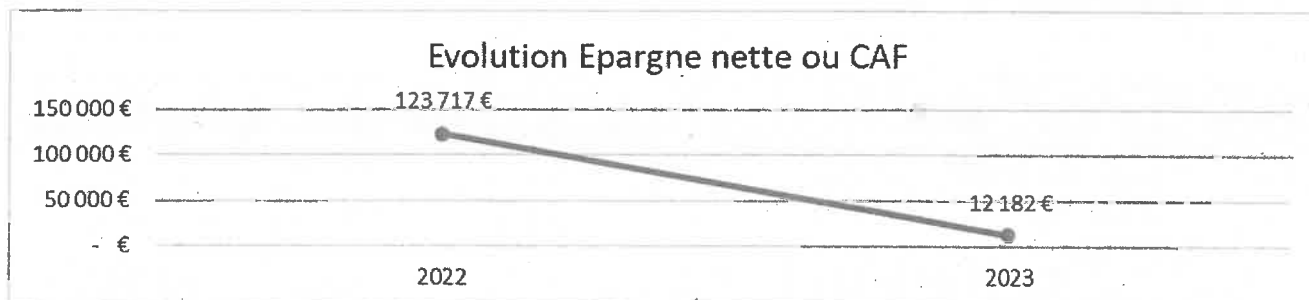 Evolution Epargne nette ou CAF
150 000 €
123 717 €
100 000 €
50 000 €
12 182 €
- €
2022
2023